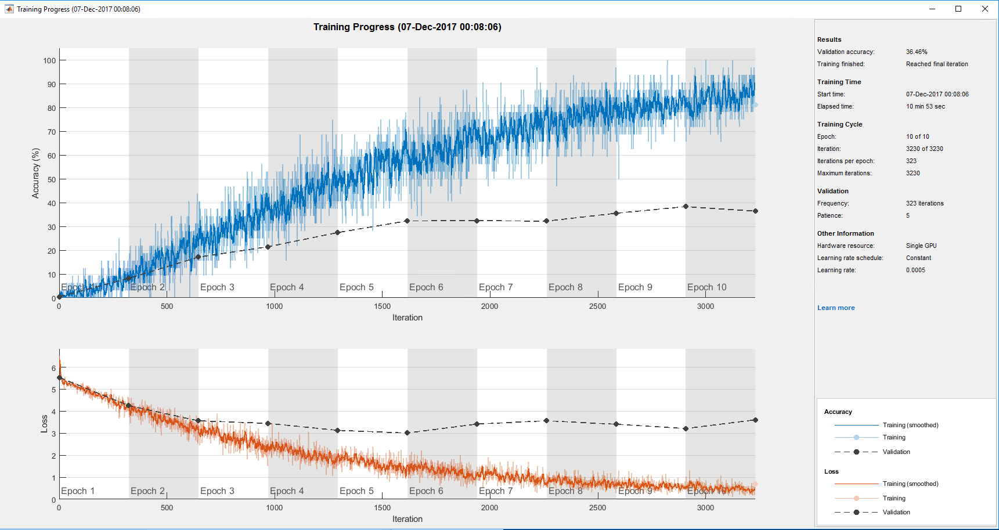 Training Progress (07-Dec-2017 00:08:06)
Training Progress (07-Dec-2017 00:08:06)
Accuracy (%)
100
90
80
70
60
50
40
30
20
10
0
Epoch 1 Epoch 2 Epoch 3 Epoch 4 Epoch 5 Epoch 6 Epoch 7 Epoch 8 Epoch 9 Epoch 10
0 500 1000 1500 2000 2500 3000
Iteration
Loss
6
5
4
3
2
1
0
Epoch 1 Epoch 2 Epoch 3 Epoch 4 Epoch 5 Epoch 6 Epoch 7 Epoch 8 Epoch 9 Epoch 10
0 500 1000 1500 2000 2500 3000
Iteration
Results
Validation accuracy: 36.46%
Training finished: Reached final iteration
Training Time
Start time: 07-Dec-2017 00:08:06
Elapsed time: 10 min 53 sec
Training Cycle
Epoch: 10 of 10
Iteration: 3230 of 3230
Iterations per epoch: 323
Maximum iterations: 3230
Validation
Frequency: 323 iterations
Patience: 5
Other Information
Hardware resource: Single GPU
Learning rate schedule: Constant
Learning rate: 0.0005
Learn more
Accuracy
Training (smoothed)
Training
Validation
Loss
Training (smoothed)
Training
Validation